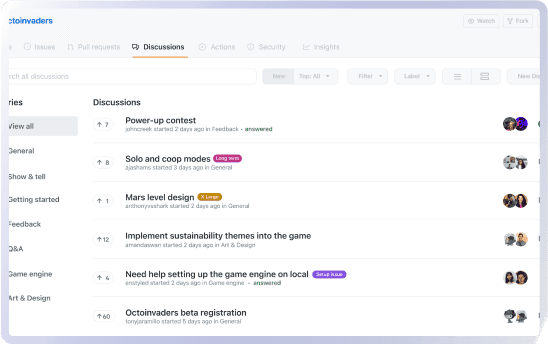 octoinvaders
Watch
Fork
Issues
Pull requests
Discussions
Actions
Security
Insights
all discussions
New
Top: All
Filter
Label
New
Discussions
View all
7
Power-up contest
johncreek started 2 days ago in Feedback • answered
General
8
Solo and coop modes
Long term
ajashams started 3 days ago in General
Show & tell
Getting started
1
Mars level design
X Large
anthonyvsshark started 2 days ago in General
Feedback
12
Implement sustainability themes into the game
amandaswan started 2 days ago in Art & Design
Q&A
Game engine
4
Need help setting up the game engine on local
Setup issue
enstyled started 2 days ago in Game engine • answered
Art & Design
60
Octoinvaders beta registration
tonyjaramillo started 5 days ago in General